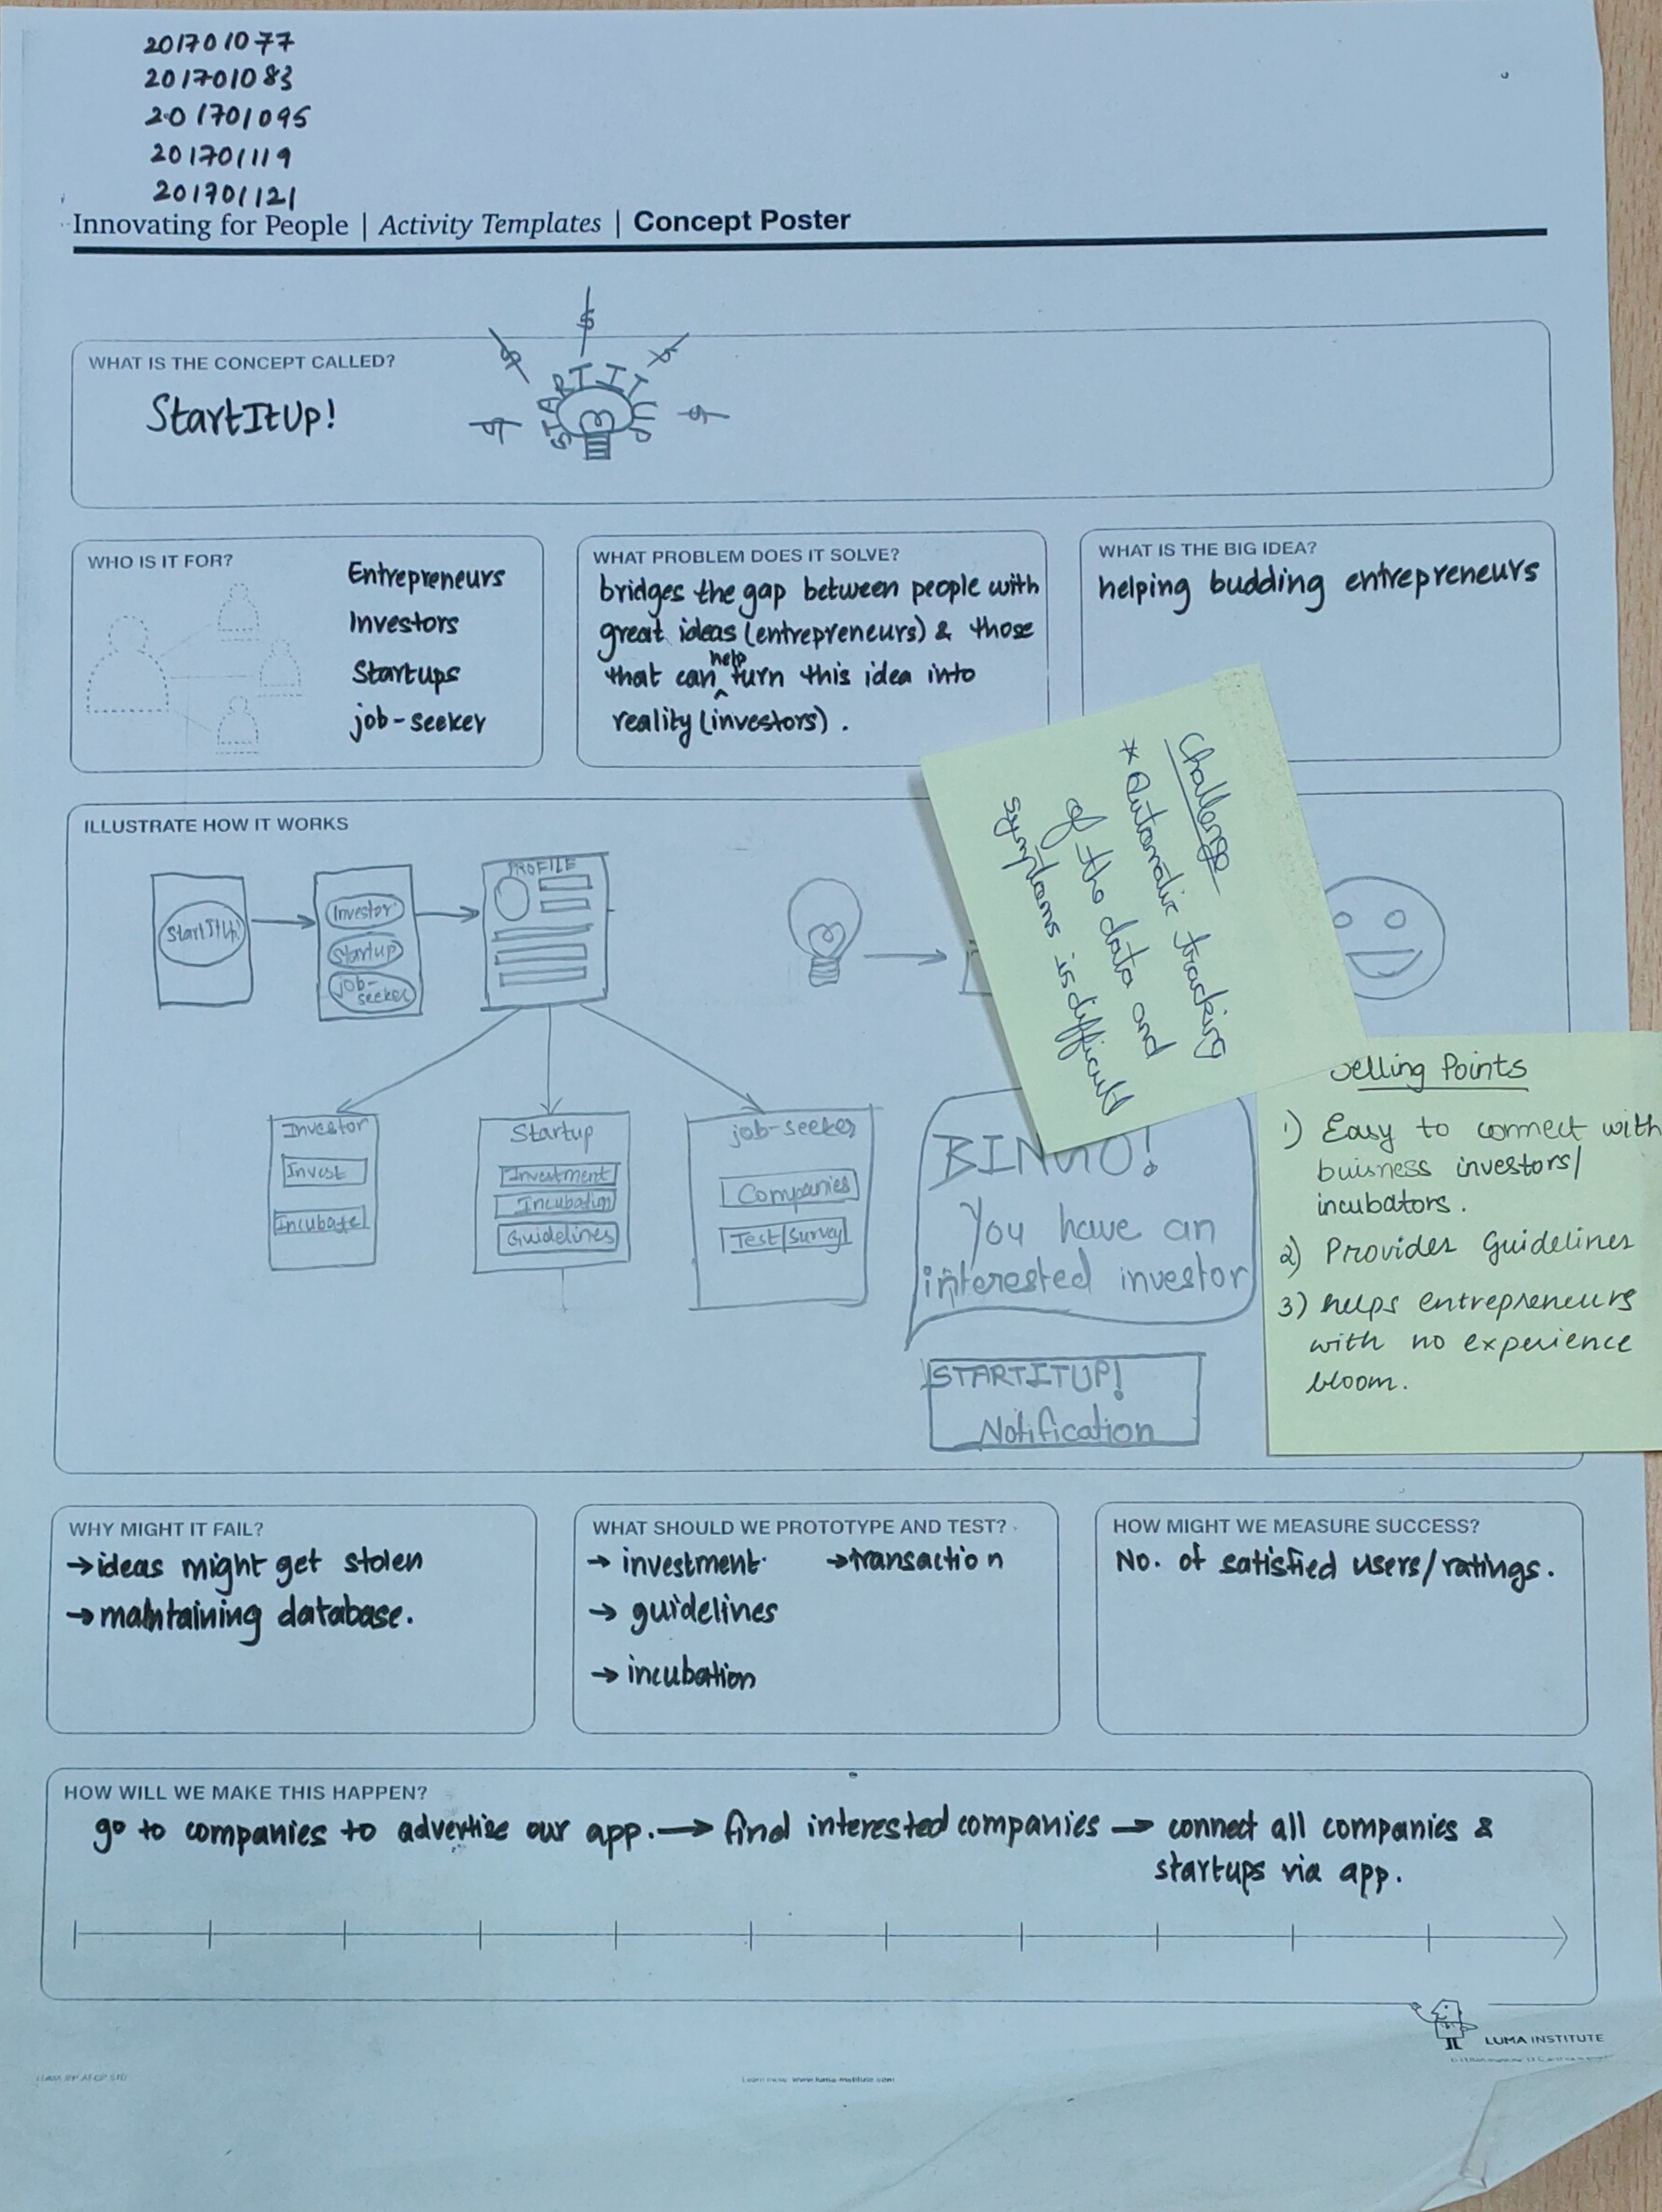 201701077
201701083
201701095
201701119
201701121
Innovating for People | Activity Templates | Concept Poster
WHAT IS THE CONCEPT CALLED?
StartItUp!
START IT UP
$ $ $ $ $
WHO IS IT FOR?
Entrepreneurs
Investors
Startups
job-seeker
WHAT PROBLEM DOES IT SOLVE?
bridges the gap between people with
great ideas (entrepreneurs) & those
that can help turn this idea into
reality (investors).
WHAT IS THE BIG IDEA?
helping budding entrepreneurs
Challenge
* Automatic tracking
of the data and
symptoms is difficult
ILLUSTRATE HOW IT WORKS
StartItUp!
Investor
Startup
job-
seeker
PROFILE
Investor
Invest
Incubate
Startup
Investment
Incubation
Guidelines
job-seeker
Companies
Test/survey
BINGO!
You have an
interested investor
STARTITUP!
Notification
Selling Points
1) Easy to connect with
buisness investors/
incubators.
2) Provides Guidelines
3) helps entrepreneurs
with no experience
bloom.
WHY MIGHT IT FAIL?
→ ideas might get stolen
→ maintaining database.
WHAT SHOULD WE PROTOTYPE AND TEST?
→ investment → transaction
→ guidelines
→ incubation
HOW MIGHT WE MEASURE SUCCESS?
No. of satisfied users/ratings.
HOW WILL WE MAKE THIS HAPPEN?
go to companies to advertise our app. → find interested companies → connect all companies &
startups via app.
LUMA INSTITUTE